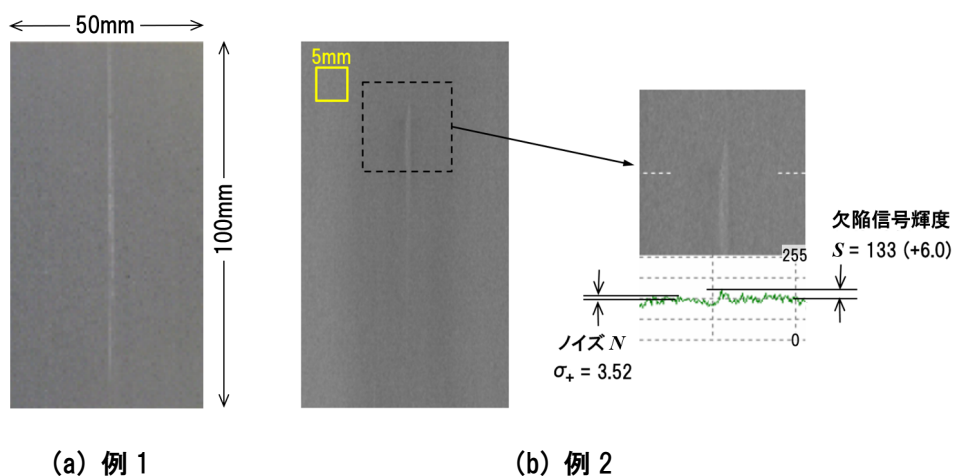 50mm
100mm
5mm
255
欠陥信号輝度
S = 133 (+6.0)
0
ノイズ N
σ₊ = 3.52
(a) 例 1
(b) 例 2